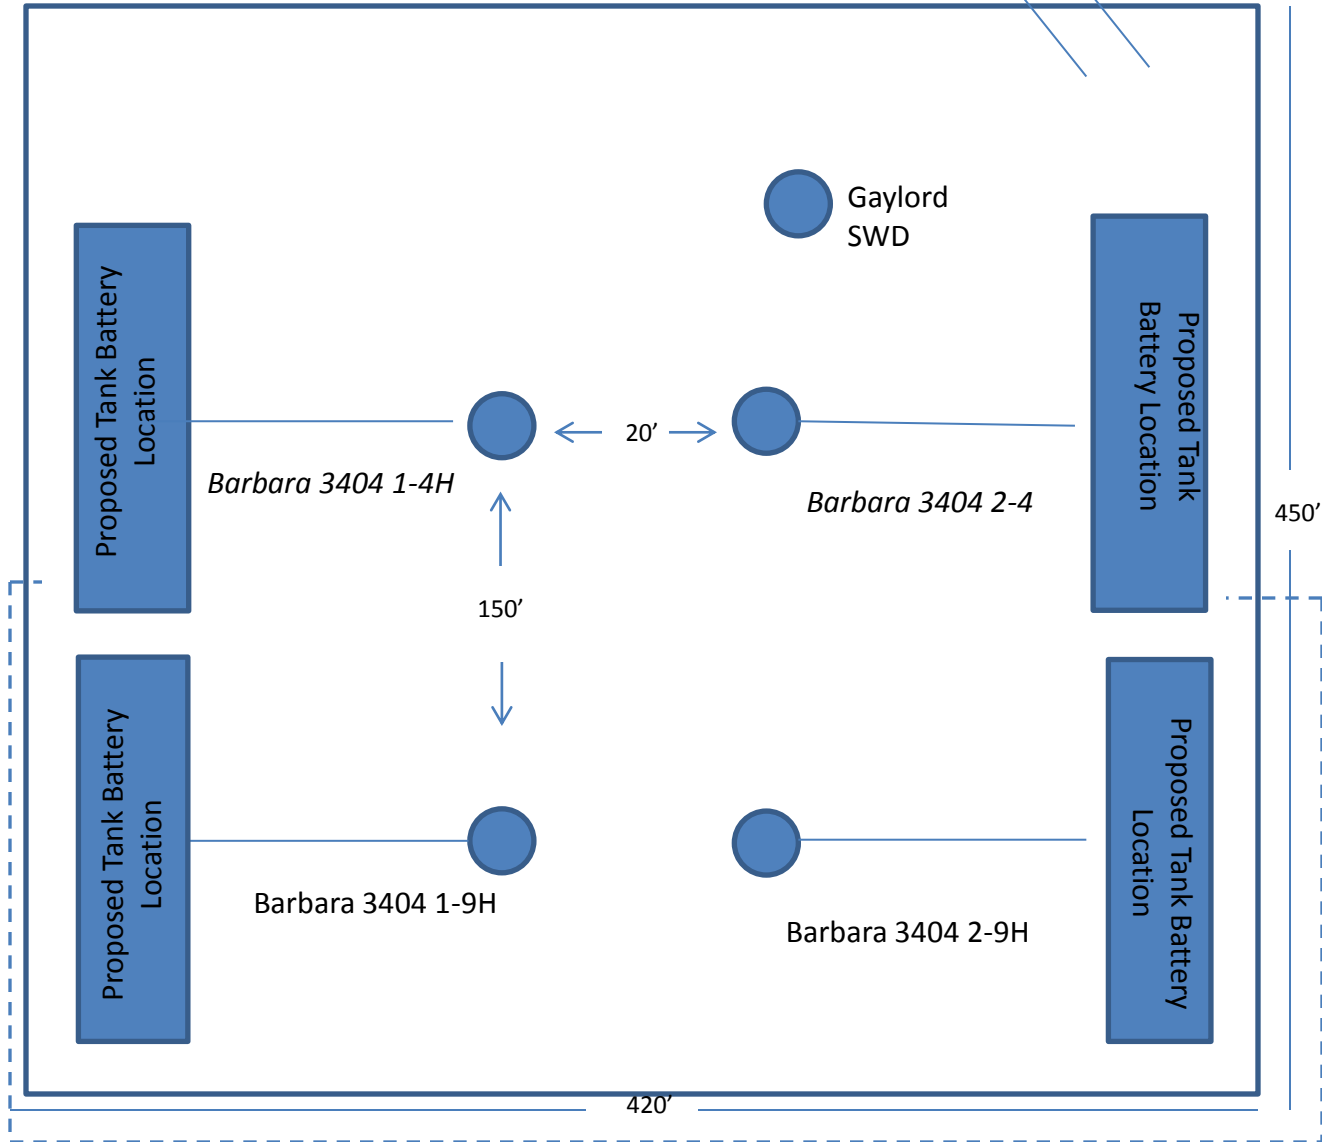 Gaylord
SWD
Proposed Tank Battery
Location
Proposed Tank
Battery Location
20’
Barbara 3404 1-4H
Barbara 3404 2-4
450’
150’
Proposed Tank Battery
Location
Proposed Tank Battery
Location
Barbara 3404 1-9H
Barbara 3404 2-9H
420’